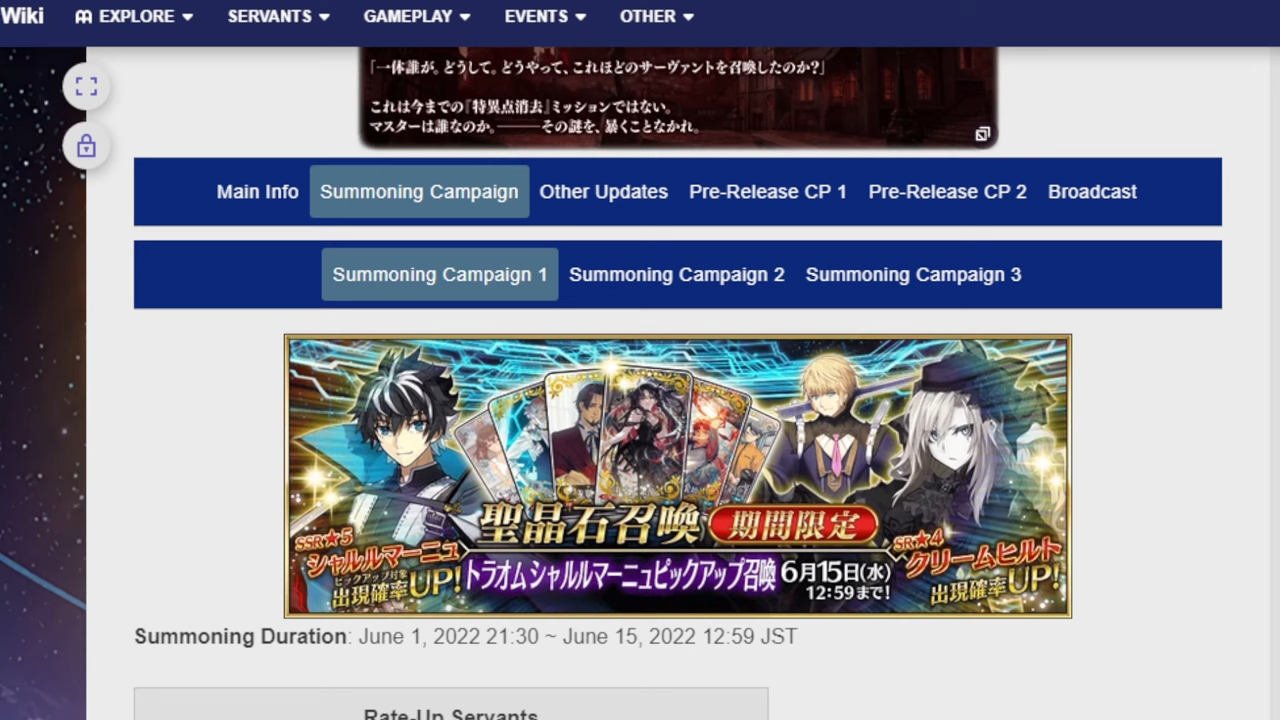 Wiki EXPLORE SERVANTS GAMEPLAY EVENTS OTHER
「一体誰が。どうして。どうやって、これほどのサーヴァントを召喚したのか?」
これは今までの『特異点消去』ミッションではない。
マスターは誰なのか。———その謎を、暴くことなかれ。
Main Info Summoning Campaign Other Updates Pre-Release CP 1 Pre-Release CP 2 Broadcast
Summoning Campaign 1 Summoning Campaign 2 Summoning Campaign 3
聖晶石召喚 期間限定
SSR★5
シャルルマーニュ
ピックアップ対象
出現確率UP!
トラオム シャルルマーニュピックアップ召喚 6月15日(水)
12:59まで!
SR★4
クリームヒルト
出現確率UP!
Summoning Duration: June 1, 2022 21:30 ~ June 15, 2022 12:59 JST
Rate-Up Servants